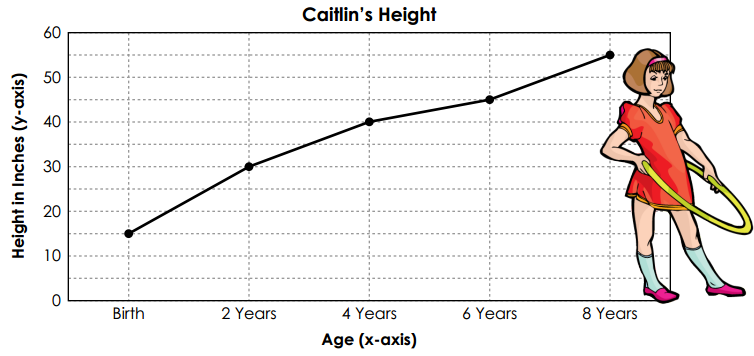 Caitlin's Height
Height in Inches (y-axis)
60
50
40
30
20
10
0
Birth 2 Years 4 Years 6 Years 8 Years
Age (x-axis)